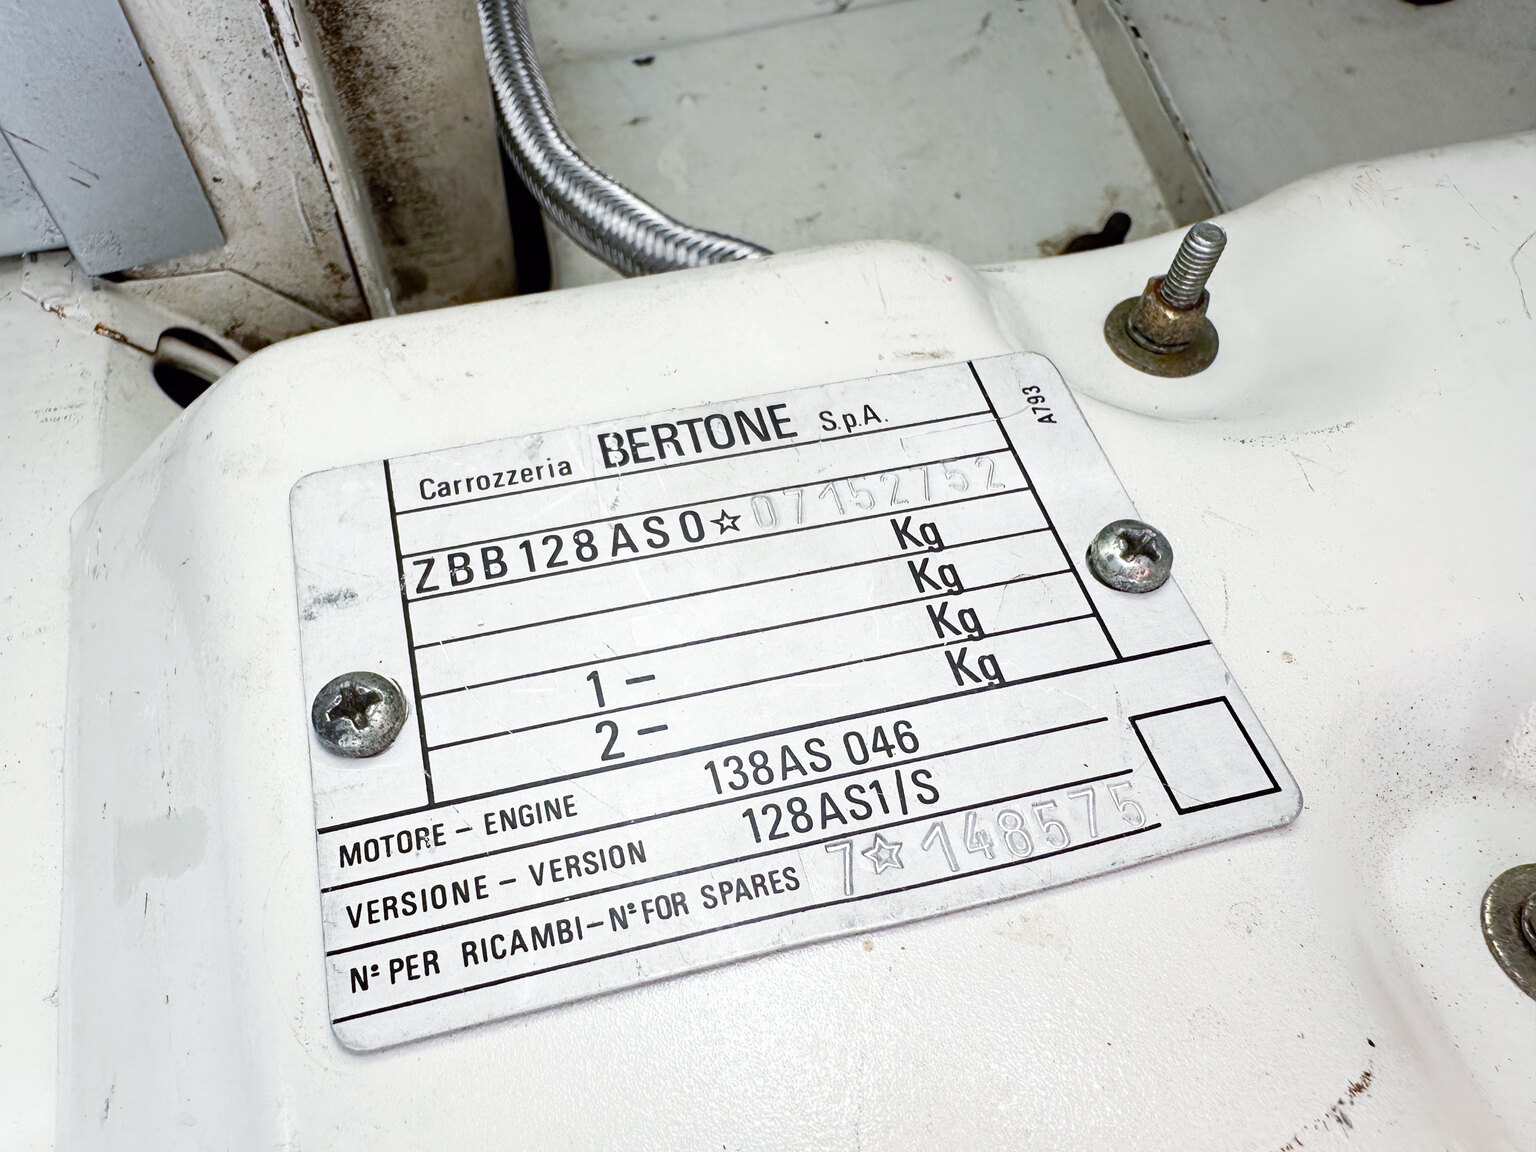 Carrozzeria BERTONE S.p.A.
A793
ZBB128AS0☆07152752
Kg
Kg
1 – Kg
2 – Kg
MOTORE – ENGINE 138AS 046
VERSIONE – VERSION 128AS1/S
Nº PER RICAMBI – Nº FOR SPARES 7☆148575